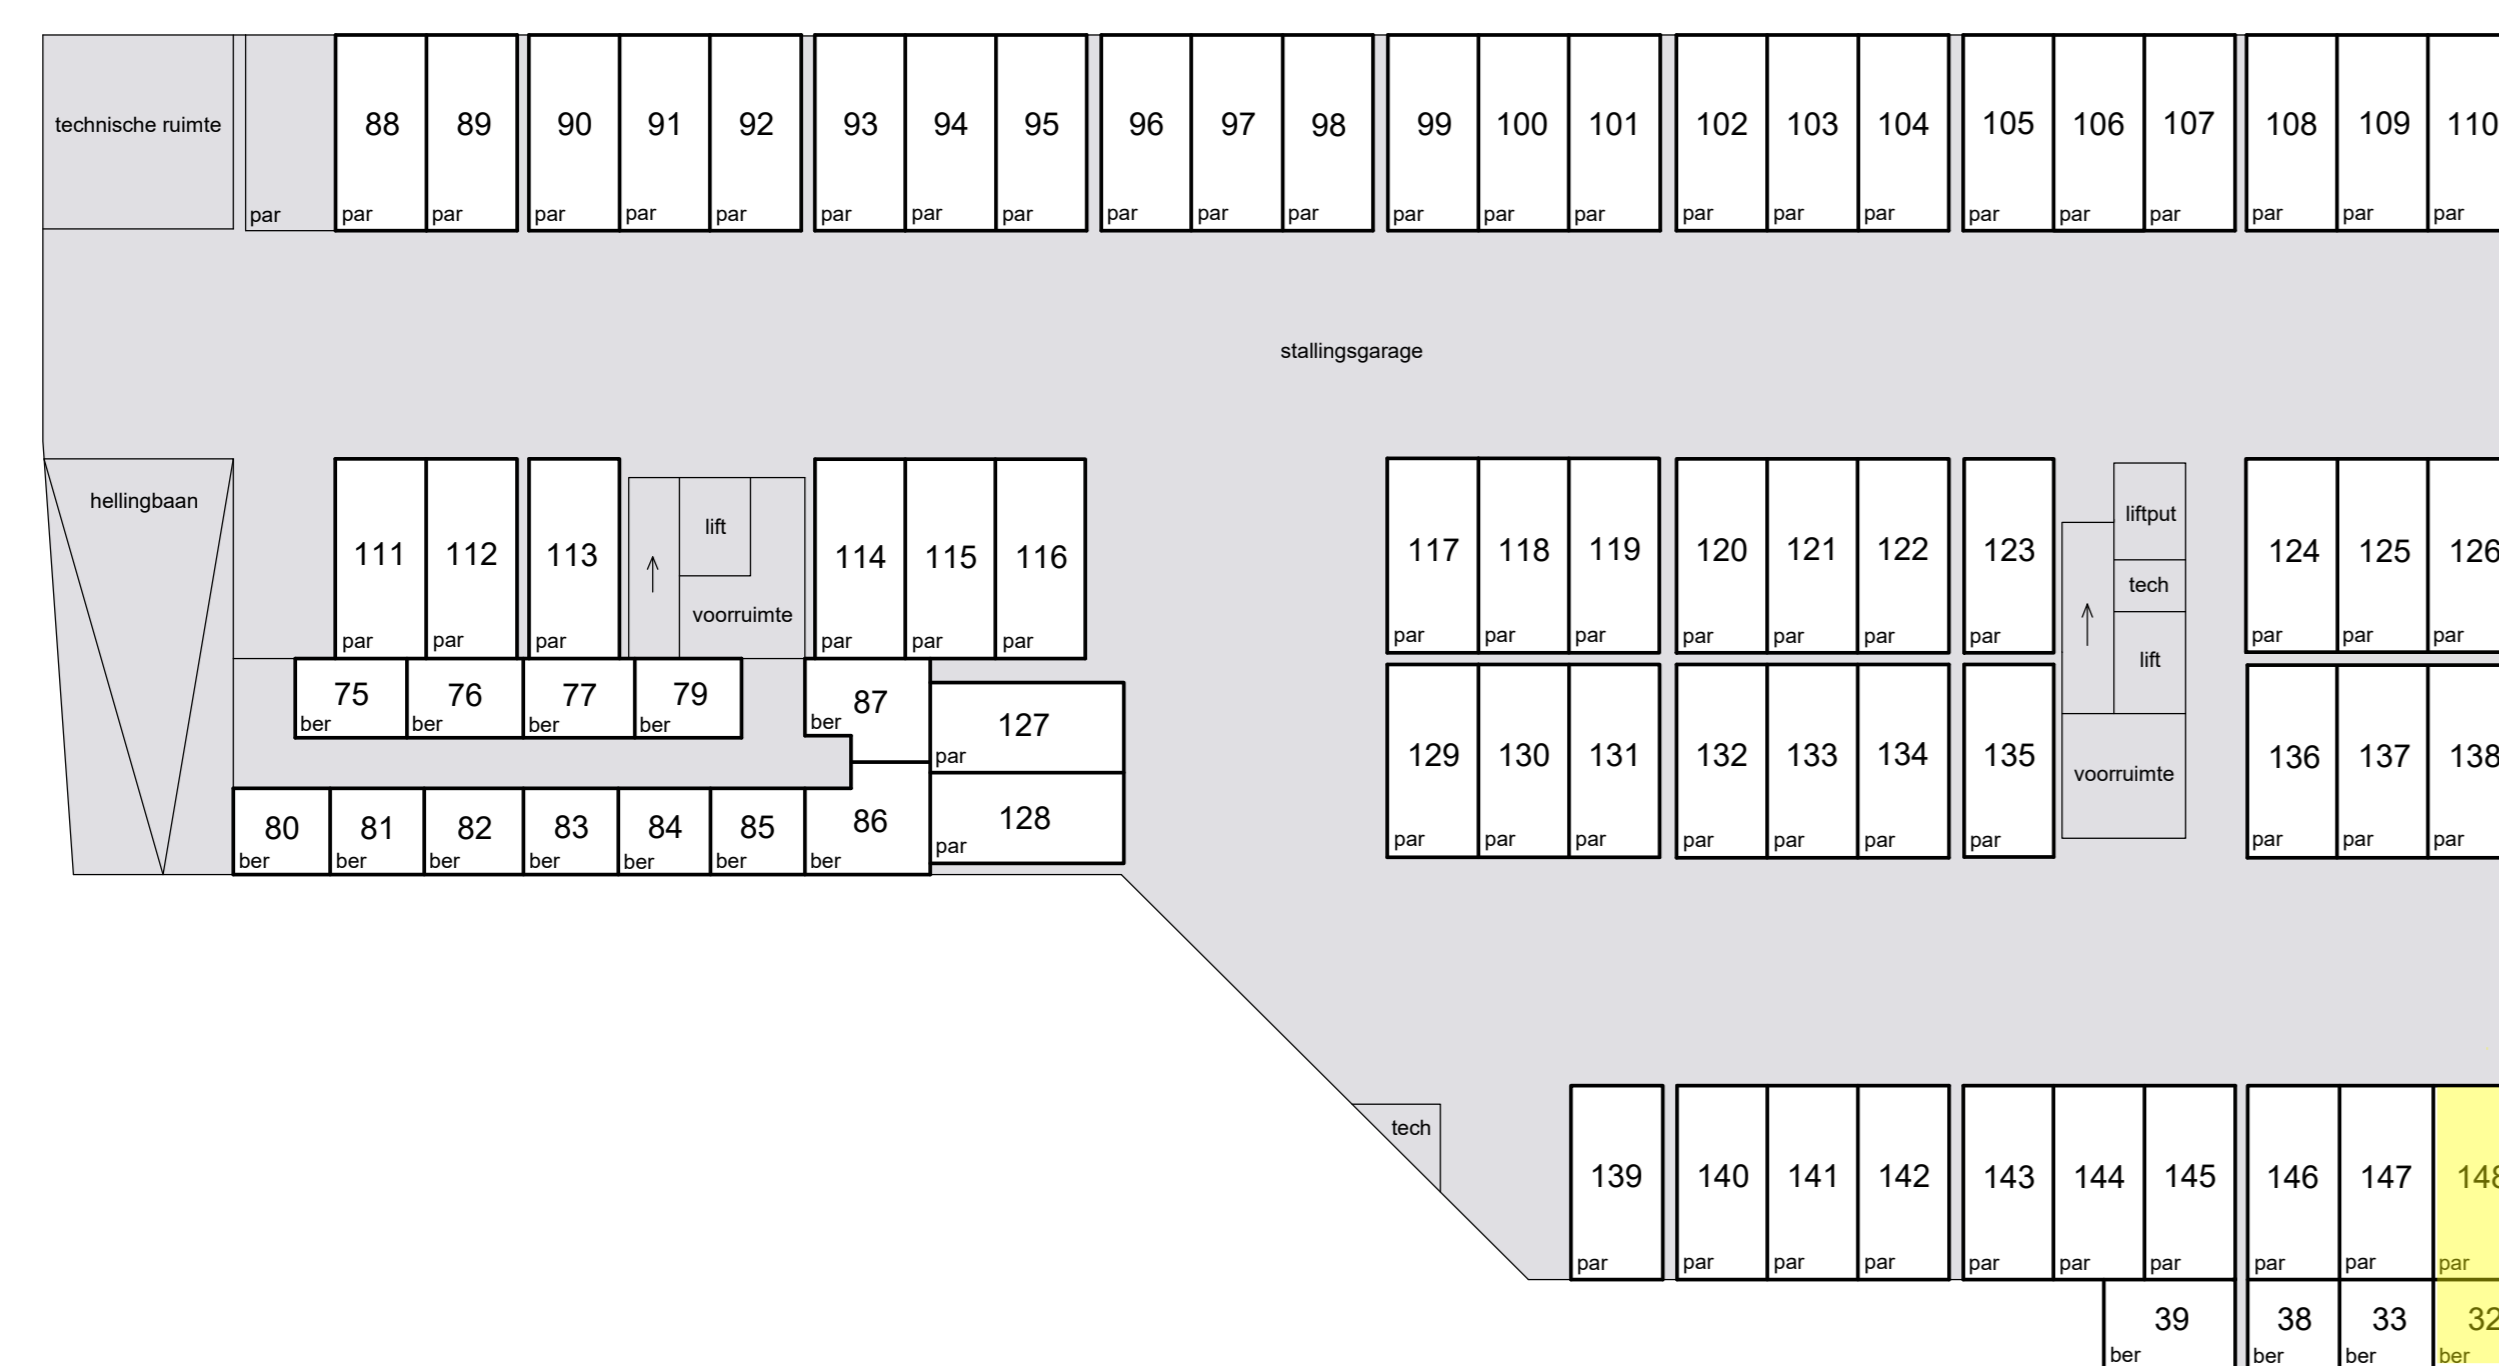 technische ruimte
par
88 89 90 91 92 93 94 95 96 97 98 99 100 101 102 103 104 105 106 107 108 109 110
par par par par par par par par par par par par par par par par par par par par par par par
stallingsgarage
hellingbaan
111 112 113
par par par
lift
voorruimte
114 115 116
par par par
117 118 119 120 121 122 123
par par par par par par par
liftput
tech
lift
voorruimte
124 125 126
par par par
75 76 77 79
ber ber ber ber
87
ber
127
par
128
par
80 81 82 83 84 85 86
ber ber ber ber ber ber ber
129 130 131 132 133 134 135
par par par par par par par
136 137 138
par par par
tech
139 140 141 142 143 144 145 146 147 148
par par par par par par par par par par
39 38 33 32
ber ber ber ber